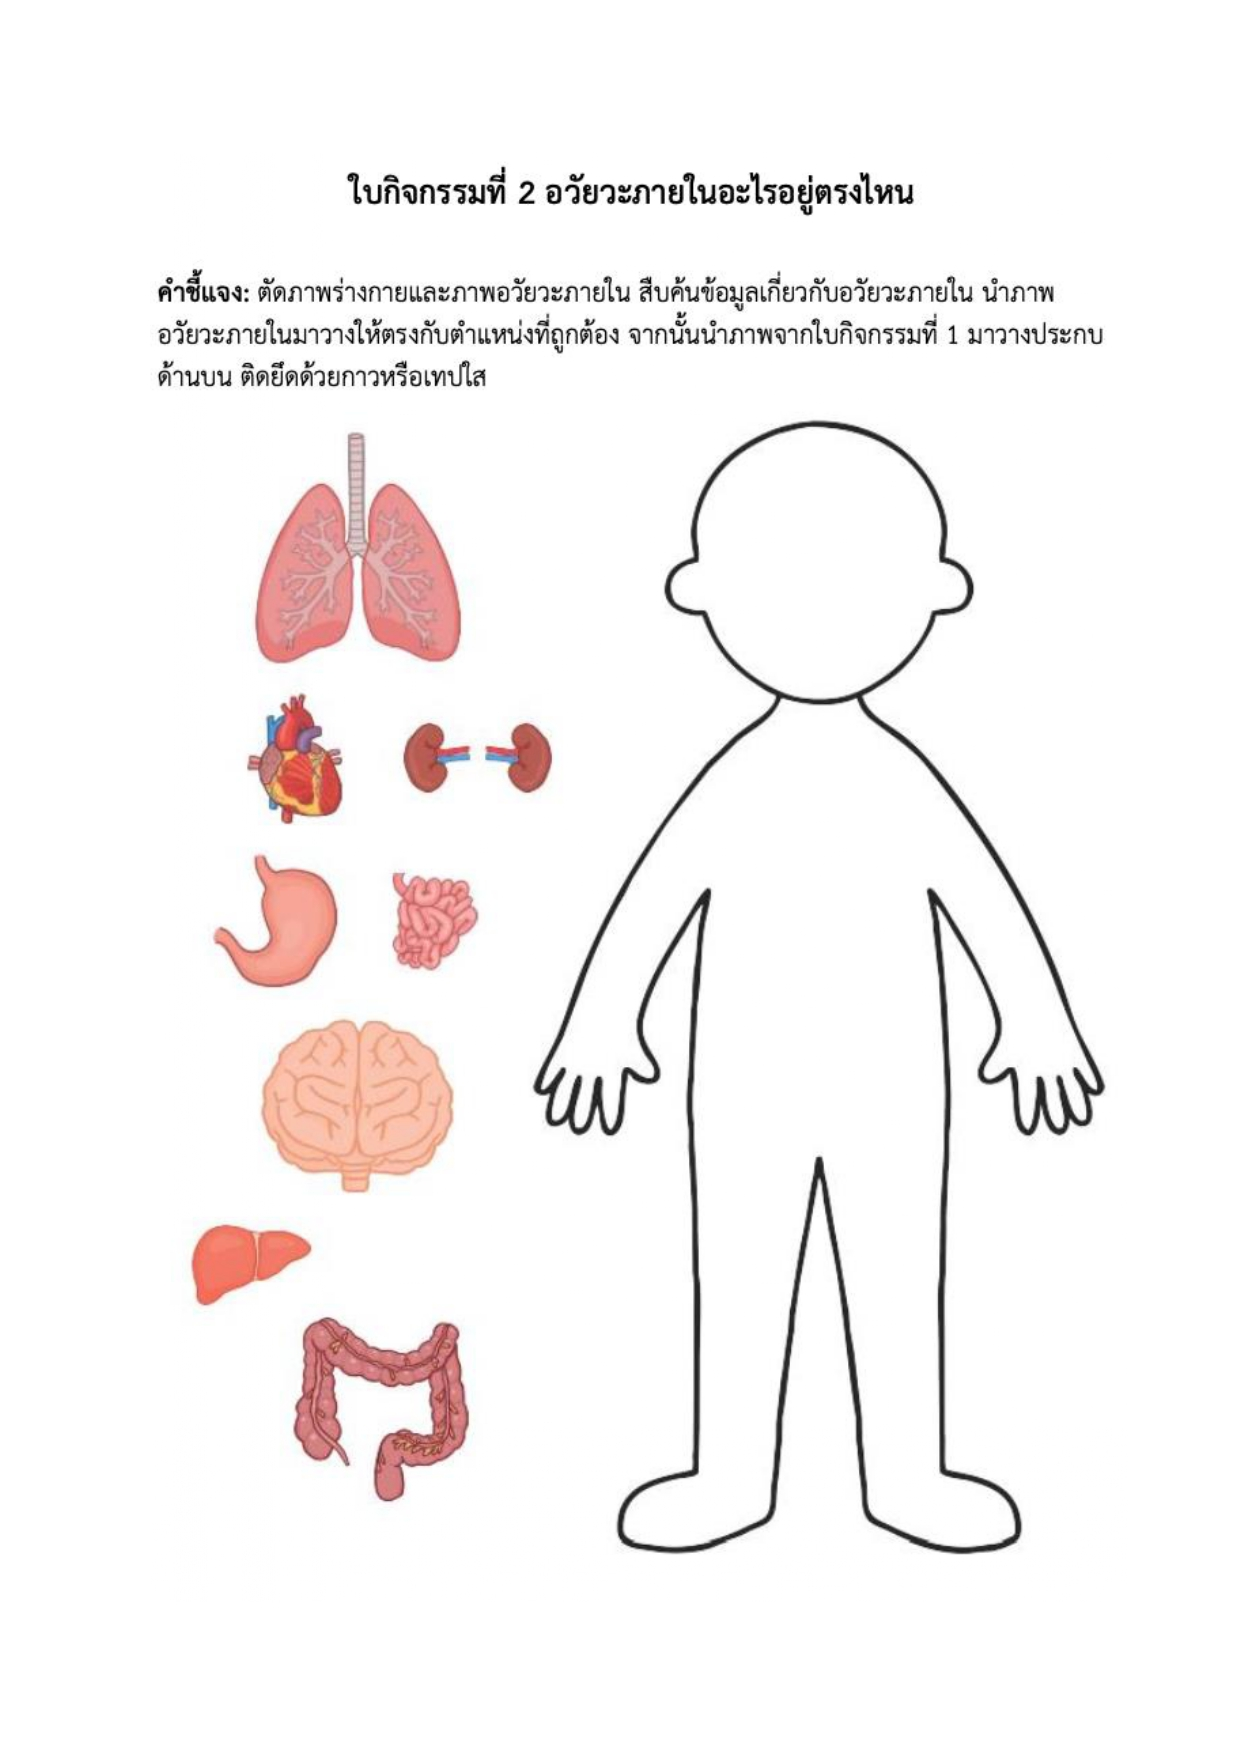 ใบกิจกรรมที่ 2 อวัยวะภายในอะไรอยู่ตรงไหน
คำชี้แจง: ตัดภาพร่างกายและภาพอวัยวะภายใน สืบค้นข้อมูลเกี่ยวกับอวัยวะภายใน นำภาพ
อวัยวะภายในมาวางให้ตรงกับตำแหน่งที่ถูกต้อง จากนั้นนำภาพจากใบกิจกรรมที่ 1 มาวางประกบ
ด้านบน ติดยึดด้วยกาวหรือเทปใส